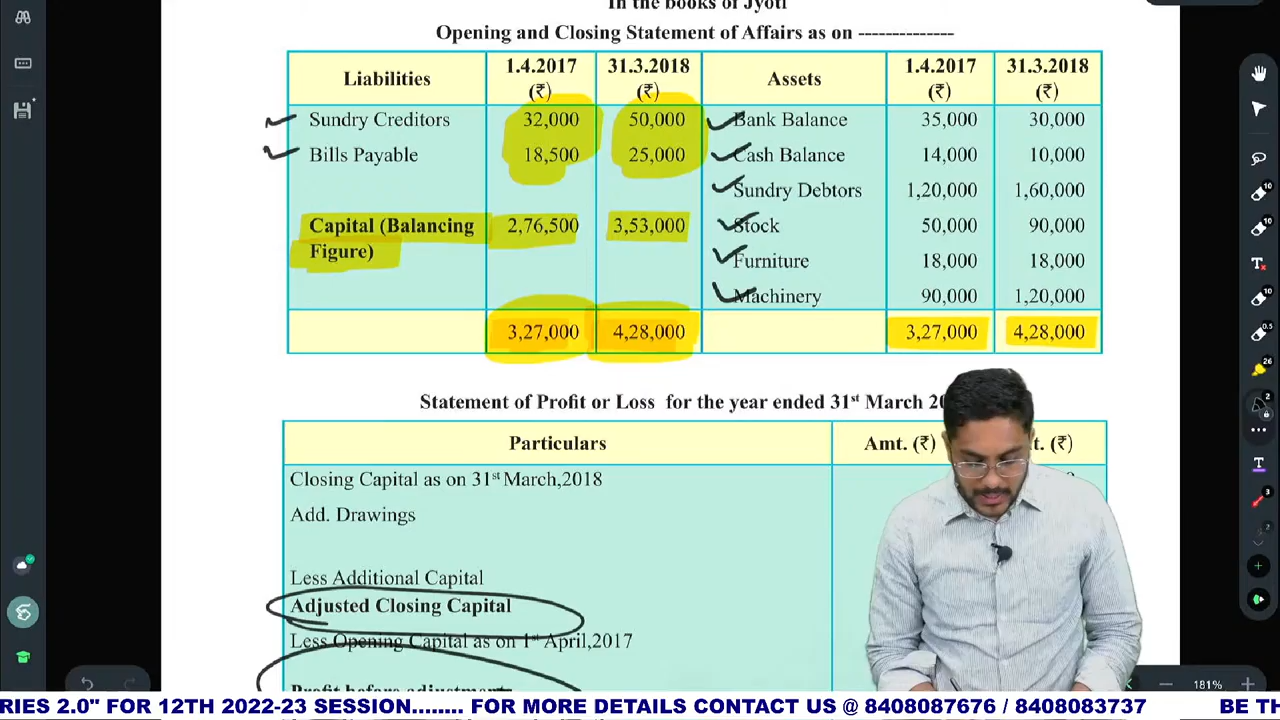 In the books of Jyoti
Opening and Closing Statement of Affairs as on --------------
Liabilities 1.4.2017 (₹) 31.3.2018 (₹) Assets 1.4.2017 (₹) 31.3.2018 (₹)
Sundry Creditors 32,000 50,000 Bank Balance 35,000 30,000
Bills Payable 18,500 25,000 Cash Balance 14,000 10,000
Sundry Debtors 1,20,000 1,60,000
Capital (Balancing 2,76,500 3,53,000 Stock 50,000 90,000
Figure) Furniture 18,000 18,000
Machinery 90,000 1,20,000
3,27,000 4,28,000 3,27,000 4,28,000
Statement of Profit or Loss for the year ended 31st March
Particulars Amt. (₹) (₹)
Closing Capital as on 31st March,2018
Add. Drawings
Less Additional Capital
Adjusted Closing Capital
Less Opening Capital as on 1st April,2017
Profit before adjustment
181%
RIES 2.0" FOR 12TH 2022-23 SESSION........ FOR MORE DETAILS CONTACT US @ 8408087676 / 8408083737 BE TH